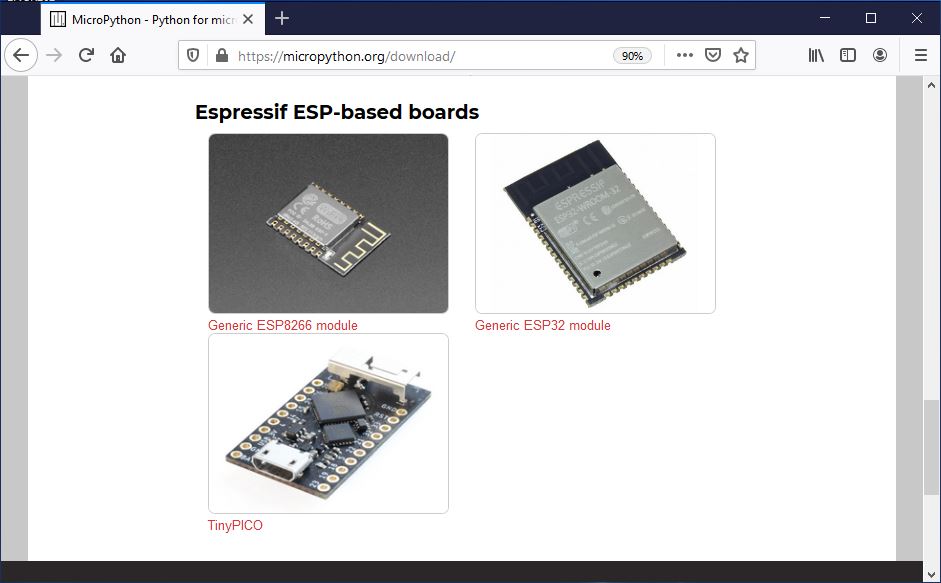 MicroPython - Python for micr
https://micropython.org/download/
90%
Espressif ESP-based boards
RoHS
ESPRESSIF
ESP32-WROOM-32
Generic ESP8266 module
Generic ESP32 module
TinyPICO